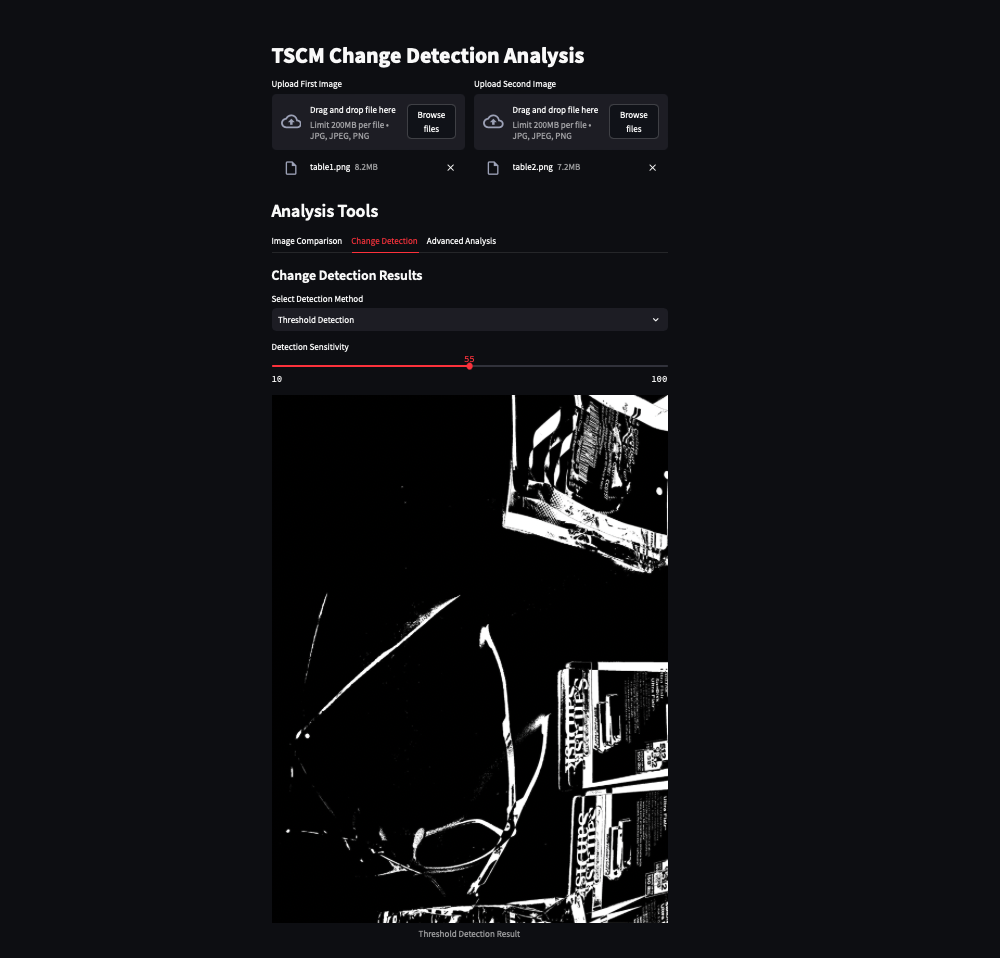 TSCM Change Detection Analysis
Upload First Image
Upload Second Image
Drag and drop file here
Limit 200MB per file •
JPG, JPEG, PNG
Browse
files
Drag and drop file here
Limit 200MB per file •
JPG, JPEG, PNG
Browse
files
table1.png 8.2MB
table2.png 7.2MB
Analysis Tools
Image Comparison Change Detection Advanced Analysis
Change Detection Results
Select Detection Method
Threshold Detection
Detection Sensitivity
55
10
100
SanDisk
SanDisk
Threshold Detection Result